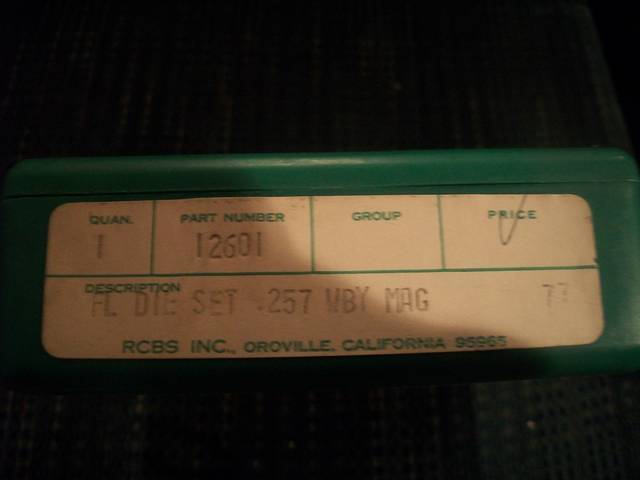 QUAN. PART NUMBER GROUP PRICE
1 12601
DESCRIPTION
FL DIE SET .257 WBY MAG 77
RCBS INC., OROVILLE, CALIFORNIA 95965